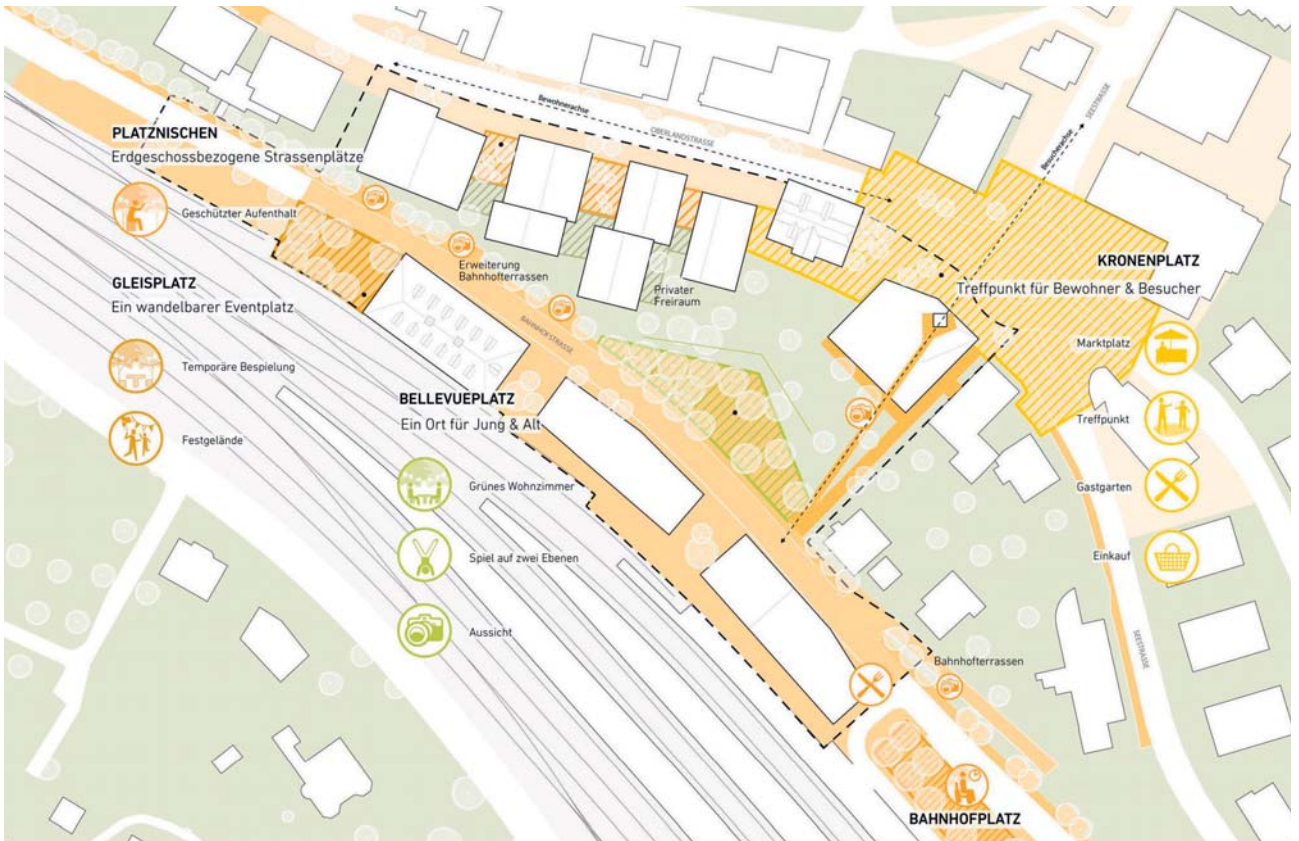 Bewohnerachse
OBERLANDSTRASSE
SEESTRASSE
Besucherachse
PLATZNISCHEN
Erdgeschossbezogene Strassenplätze
Geschützter Aufenthalt
GLEISPLATZ
Ein wandelbarer Eventplatz
Temporäre Bespielung
Festgelände
Erweiterung
Bahnhofterrassen
Privater
Freiraum
BAHNHOFSTRASSE
KRONENPLATZ
Treffpunkt für Bewohner & Besucher
Marktplatz
Treffpunkt
Gastgarten
Einkauf
BELLEVUEPLATZ
Ein Ort für Jung & Alt
Grünes Wohnzimmer
Spiel auf zwei Ebenen
Aussicht
SEESTRASSE
Bahnhofterrassen
BAHNHOFPLATZ